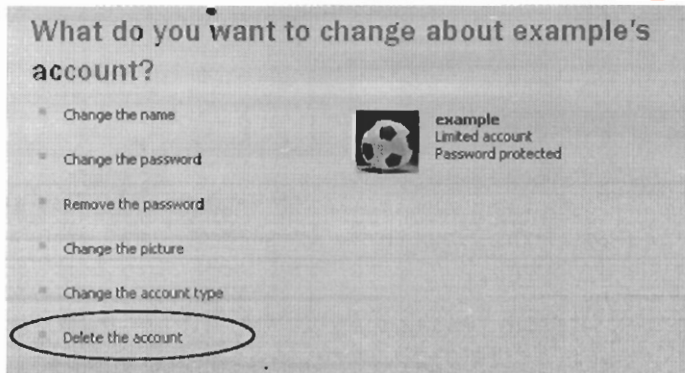 What do you want to change about example's
account?
Change the name
example
Limited account
Password protected
Change the password
Remove the password
Change the picture
Change the account type
Delete the account